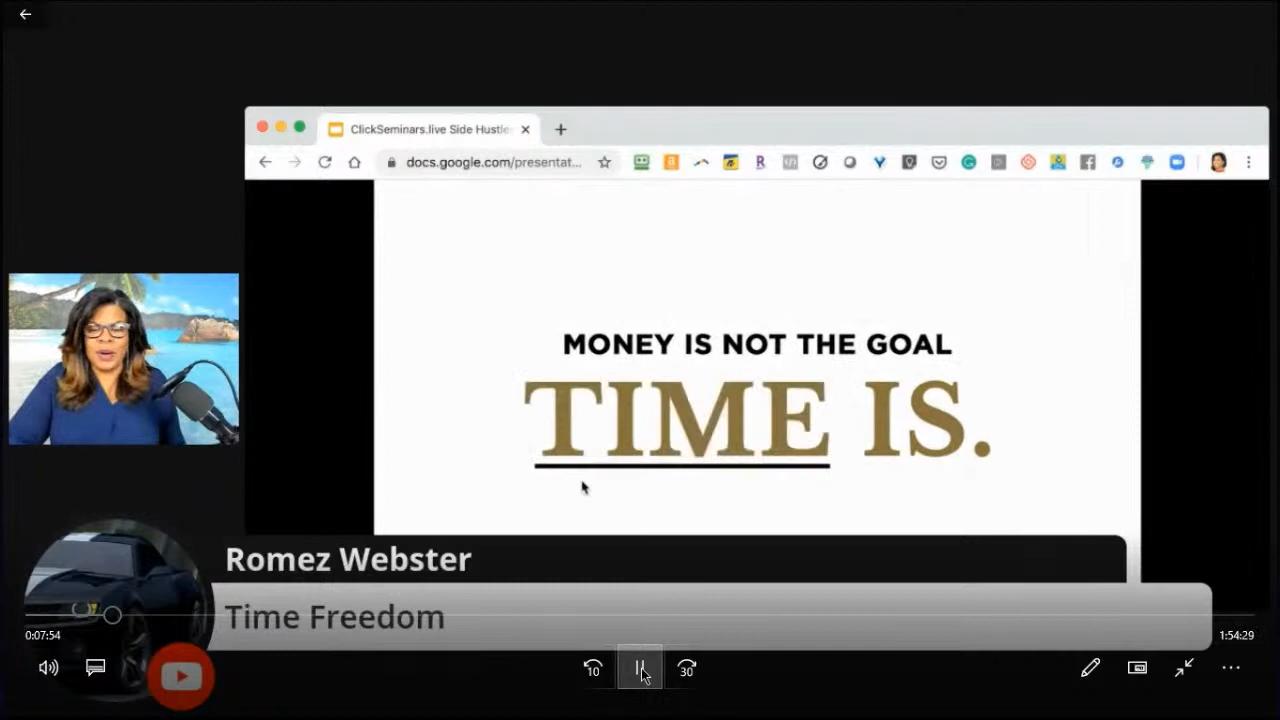 ClickSeminars.live Side Hustle
docs.google.com/presentat...
MONEY IS NOT THE GOAL
TIME IS.
Romez Webster
Time Freedom
0:07:54
1:54:29
10
30